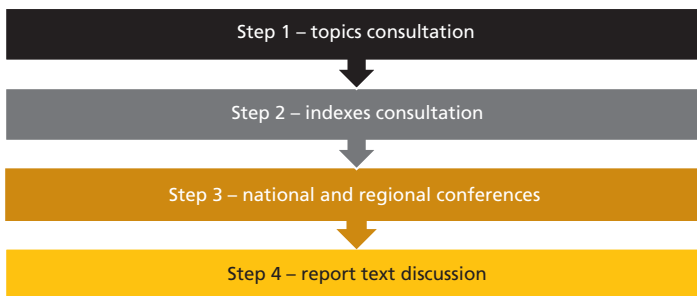 Step 1 – topics consultation
Step 2 – indexes consultation
Step 3 – national and regional conferences
Step 4 – report text discussion